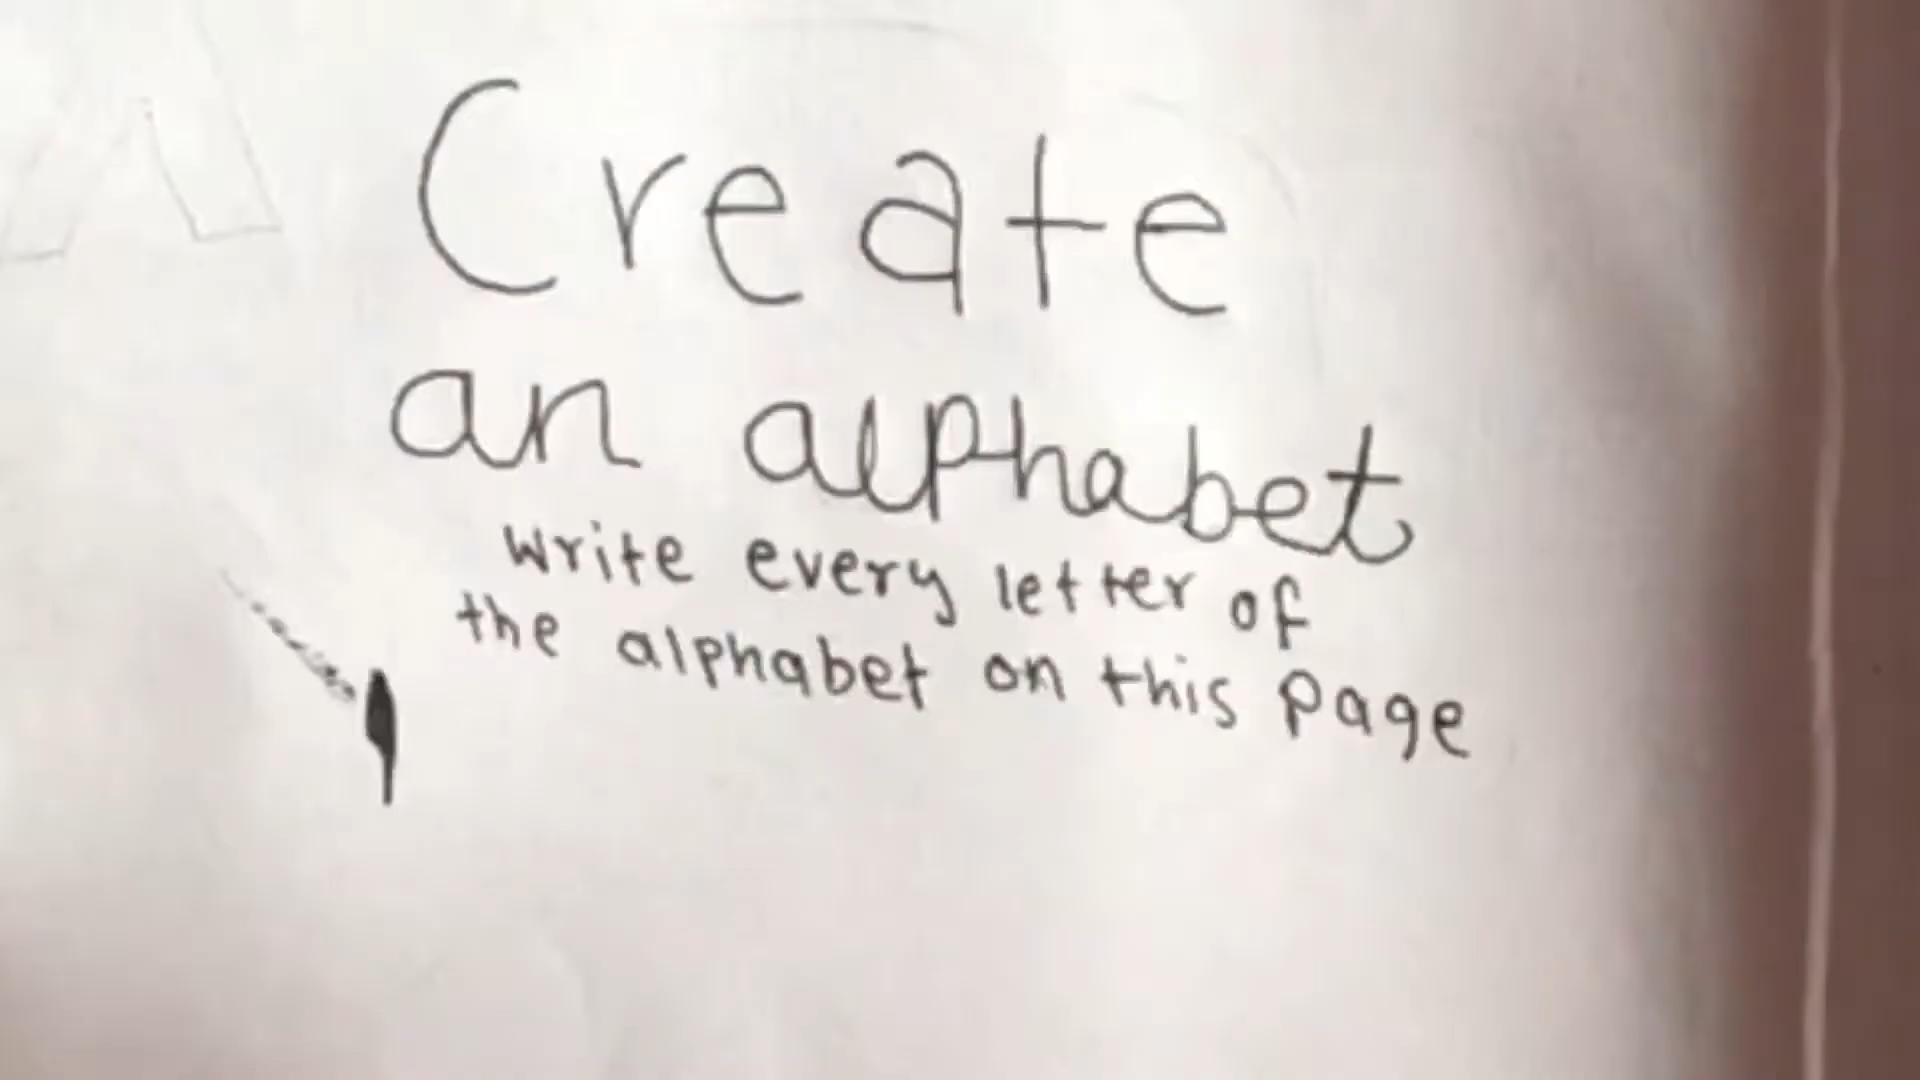 Create
an alphabet
write every letter of
the alphabet on this page